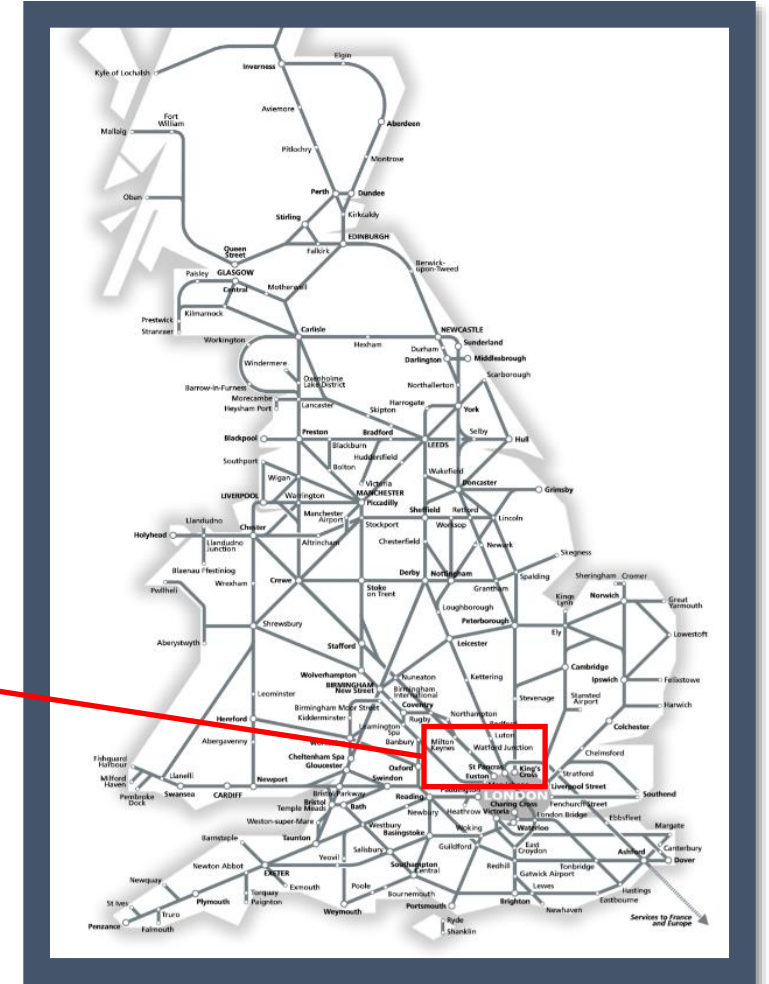 Elgin
Inverness
Kyle of Lochalsh
Aviemore
Fort
William
Mallaig
Aberdeen
Pitlochry
Montrose
Perth
Dundee
Oban
Stirling
Kirkcaldy
Queen
Street
Falkirk
EDINBURGH
Berwick-
upon-Tweed
Paisley
GLASGOW
Central
Motherwell
Prestwick
Kilmarnock
Stranraer
Carlisle
NEWCASTLE
Workington
Hexham
Durham
Sunderland
Darlington
Middlesbrough
Windermere
Scarborough
Oxenholme
Lake District
Barrow-in-Furness
Northallerton
Morecambe
Heysham Port
Lancaster
Skipton
Harrogate
York
Blackpool
Preston
Bradford
Selby
Blackburn
LEEDS
Hull
Huddersfield
Southport
Bolton
Wakefield
Wigan
Victoria
Doncaster
LIVERPOOL
Warrington
MANCHESTER
Piccadilly
Grimsby
Manchester
Airport
Sheffield
Retford
Llandudno
Chester
Stockport
Worksop
Lincoln
Holyhead
Llandudno
Junction
Altrincham
Chesterfield
Newark
Skegness
Blaenau Ffestiniog
Wrexham
Crewe
Derby
Nottingham
Spalding
Sheringham
Cromer
Pwllheli
Stoke
on Trent
Grantham
Kings
Lynn
Norwich
Great
Yarmouth
Loughborough
Shrewsbury
Peterborough
Ely
Lowestoft
Aberystwyth
Stafford
Leicester
Wolverhampton
Nuneaton
Kettering
Cambridge
BIRMINGHAM
New Street
Birmingham
International
Ipswich
Felixstowe
Leominster
Birmingham Moor Street
Coventry
Stevenage
Stansted
Airport
Harwich
Kidderminster
Rugby
Northampton
Hereford
Leamington
Spa
Colchester
Abergavenny
Banbury
Milton
Keynes
Luton
Watford Junction
Chelmsford
Fishguard
Harbour
Cheltenham Spa
Gloucester
Oxford
St Pancras
Euston
King's
Cross
Stratford
Milford
Haven
Llanelli
Newport
Swindon
Liverpool Street
Pembroke
Dock
Swansea
CARDIFF
Bristol Parkway
Bristol
Temple Meads
Bath
Reading
LONDON
Southend
Newbury
Heathrow
Victoria
Charing Cross
Fenchurch Street
London Bridge
Ebbsfleet
Weston-super-Mare
Westbury
Basingstoke
Woking
Waterloo
Margate
Barnstaple
Taunton
Salisbury
Guildford
East
Croydon
Canterbury
Yeovil
Ashford
Dover
Newton Abbot
Southampton
Central
Redhill
Tonbridge
Gatwick Airport
Newquay
EXETER
Exmouth
Poole
Bournemouth
Lewes
Hastings
Eastbourne
St Ives
Plymouth
Torquay
Paignton
Weymouth
Portsmouth
Brighton
Newhaven
Truro
Penzance
Falmouth
Ryde
Shanklin
Services to France
and Europe